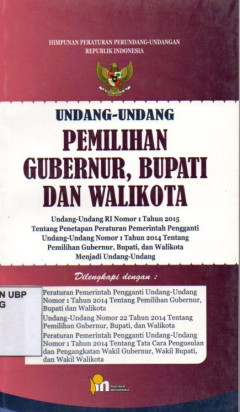 HIMPUNAN PERATURAN PERUNDANG-UNDANGAN
REPUBLIK INDONESIA
UNDANG-UNDANG
PEMILIHAN
GUBERNUR, BUPATI
DAN WALIKOTA
Undang-Undang RI Nomor 1 Tahun 2015
Tentang Penetapan Peraturan Pemerintah Pengganti
Undang-Undang Nomor 1 Tahun 2014 Tentang
Pemilihan Gubernur, Bupati, dan Walikota
Menjadi Undang-Undang
Dilengkapi dengan :
N UBP
G
Peraturan Pemerintah Pengganti Undang-Undang
Nomor 1 Tahun 2014 Tentang Pemilihan Gubernur,
Bupati dan Walikota
Undang-Undang Nomor 22 Tahun 2014 Tentang
Pemilihan Gubernur, Bupati, dan Walikota
Peraturan Pemerintah Pengganti Undang-Undang
Nomor 1 Tahun 2014 Tentang Tata Cara Pengusulan
dan Pengangkatan Wakil Gubernur, Wakil Bupati,
dan Wakil Walikota